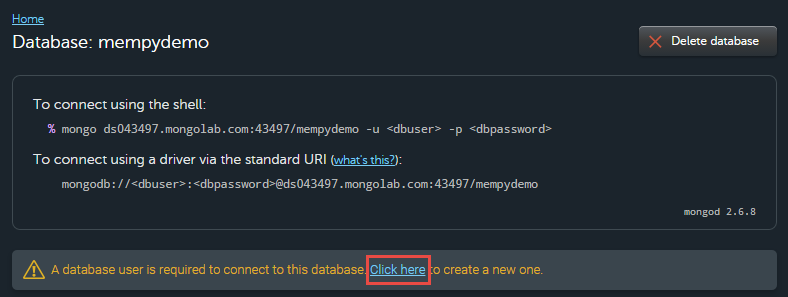 Home
Database: mempydemo
Delete database
To connect using the shell:
% mongo ds043497.mongolab.com:43497/mempydemo -u <dbuser> -p <dbpassword>
To connect using a driver via the standard URI (what's this?):
mongodb://<dbuser>:<dbpassword>@ds043497.mongolab.com:43497/mempydemo
mongod 2.6.8
A database user is required to connect to this database. Click here to create a new one.